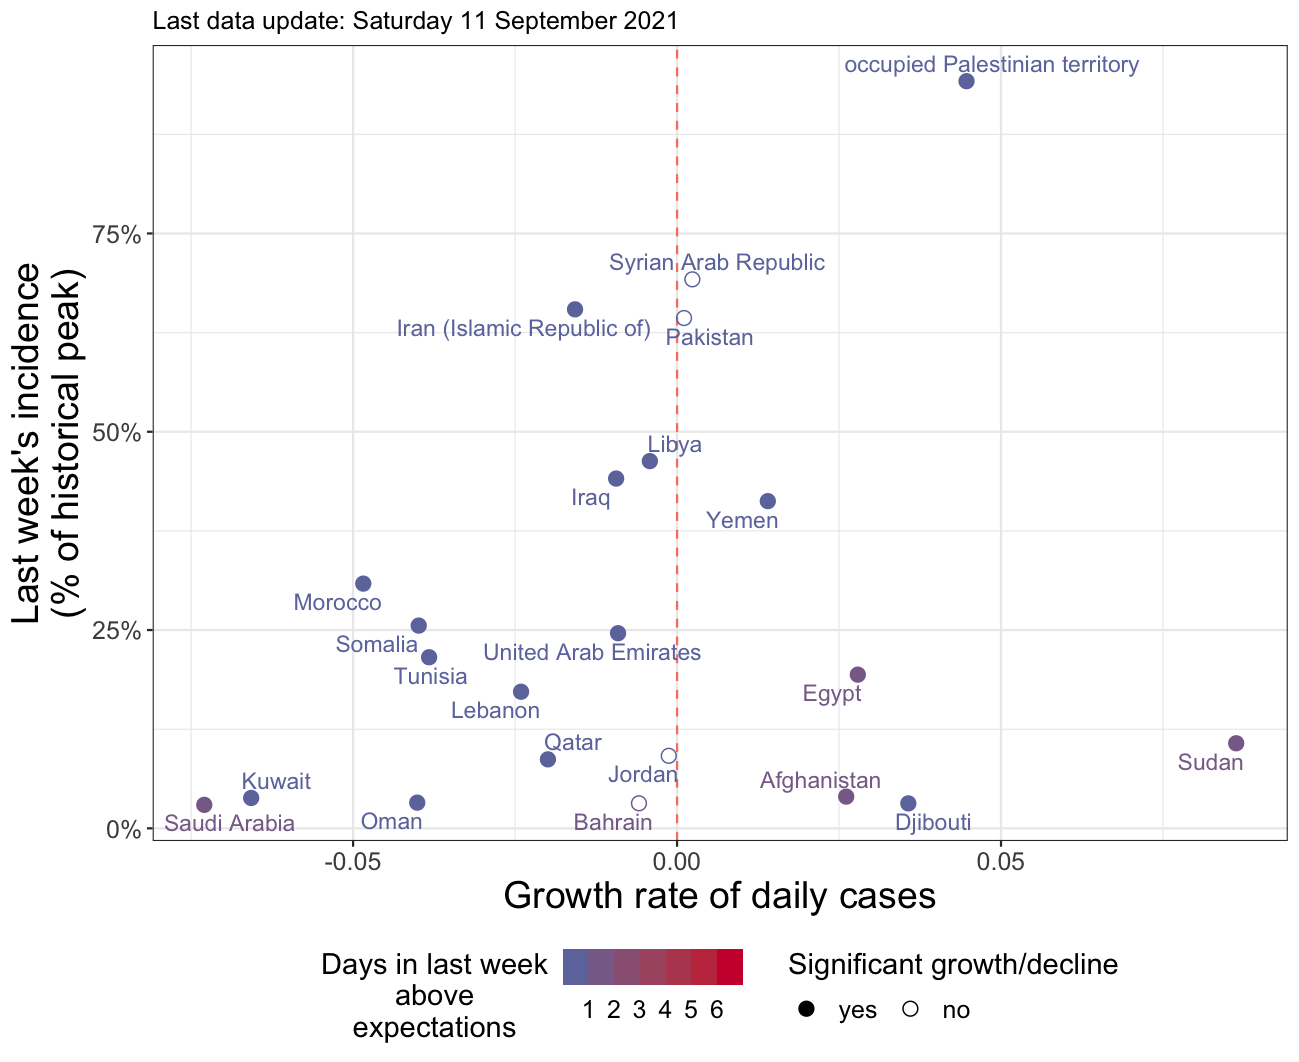 Last data update: Saturday 11 September 2021
occupied Palestinian territory
75%
Syrian Arab Republic
Iran (Islamic Republic of)
Pakistan
50%
Libya
Iraq
Yemen
Morocco
25%
Somalia
United Arab Emirates
Tunisia
Egypt
Lebanon
Qatar
Sudan
Jordan
Kuwait
Afghanistan
Saudi Arabia
Oman
Bahrain
Djibouti
0%
Last week's incidence
(% of historical peak)
-0.05
0.00
0.05
Growth rate of daily cases
Days in last week
above
expectations
1 2 3 4 5 6
Significant growth/decline
yes
no